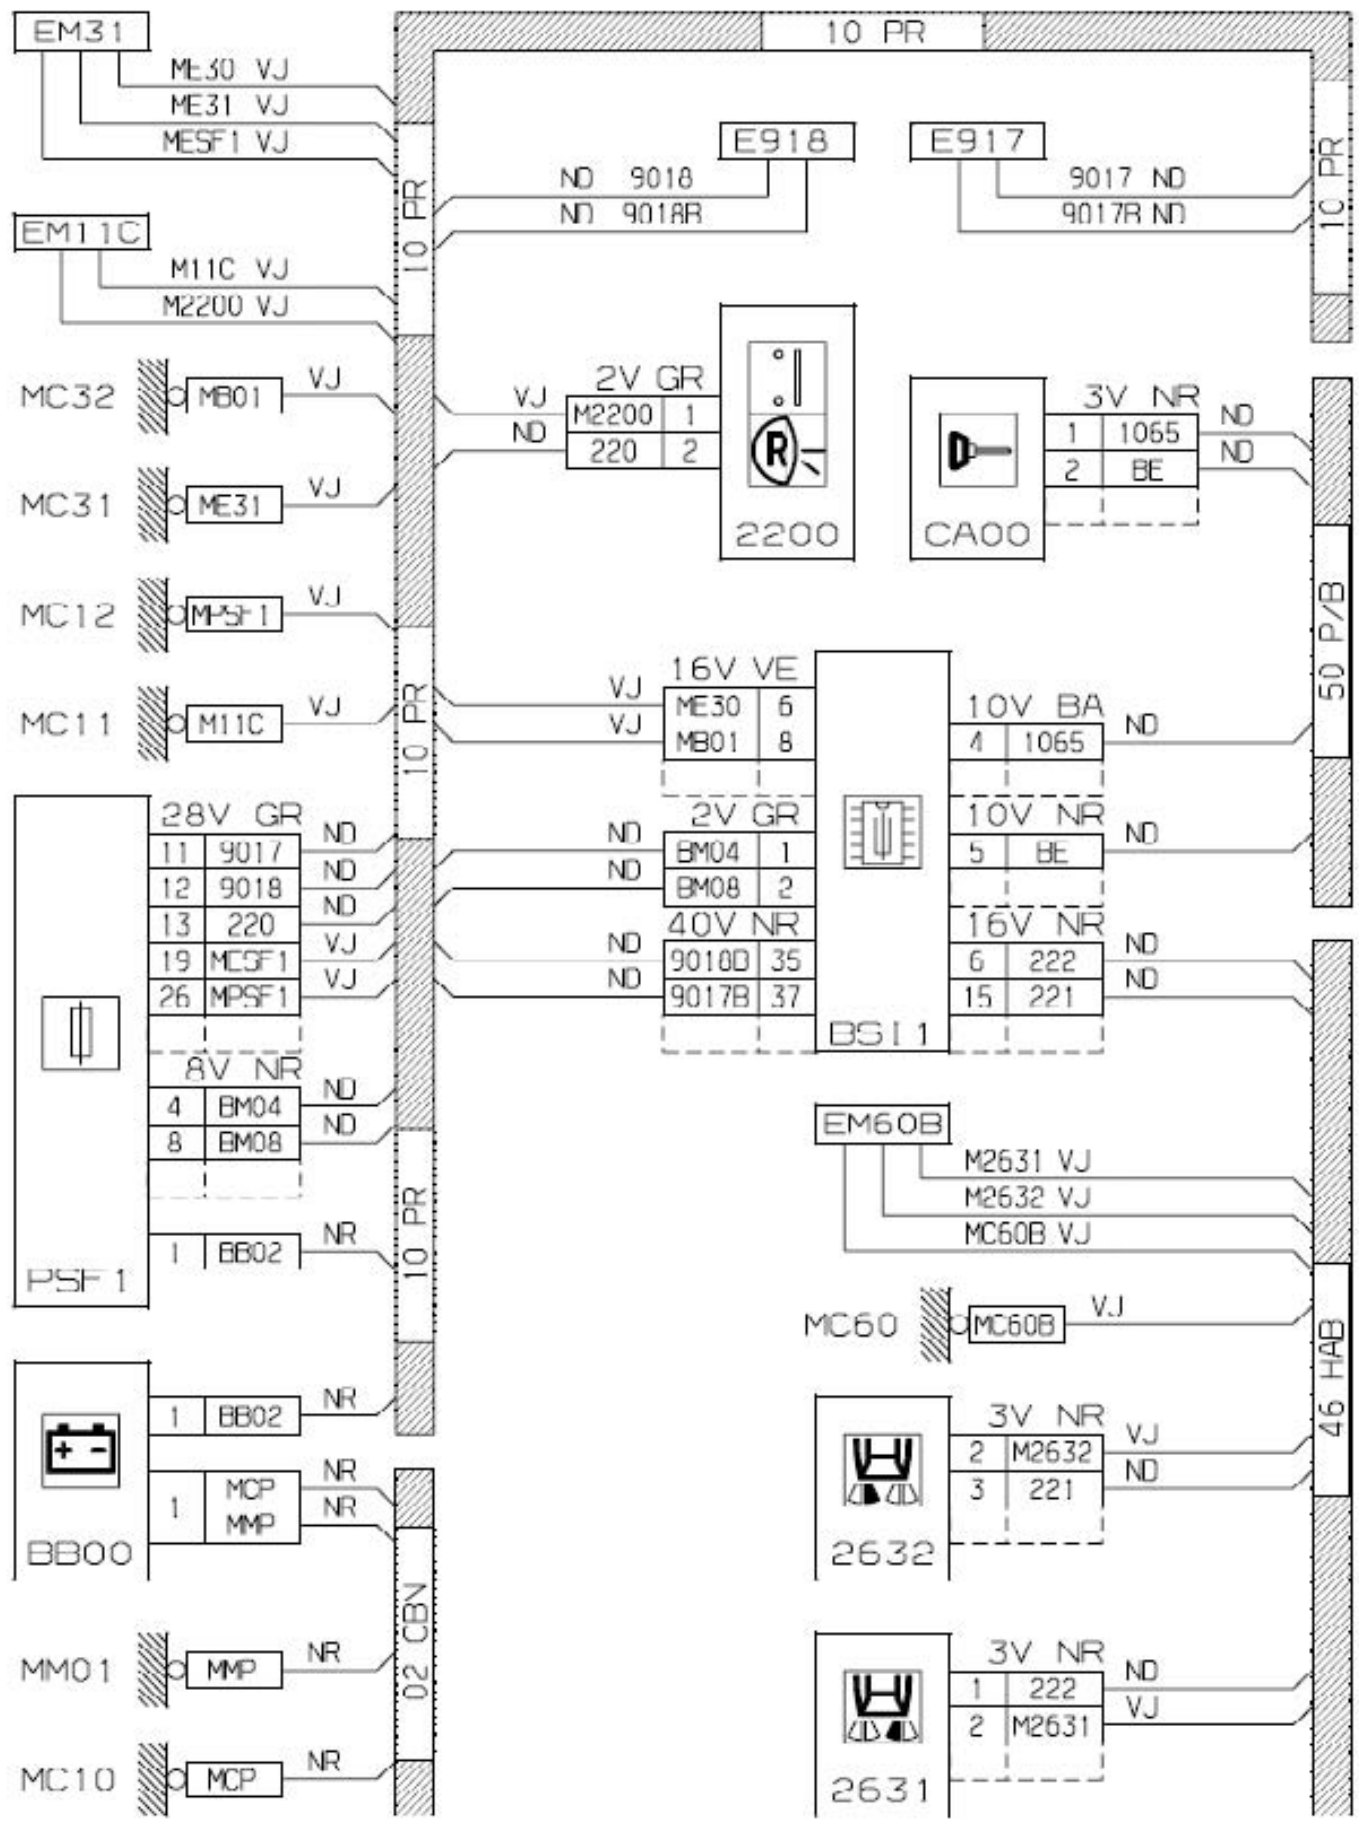 EM31
10 PR
ME30 VJ
ME31 VJ
MESF1 VJ
E918
E917
10 PR
10 PR
ND 9018
ND 9018R
9017 ND
9017R ND
EM11C
M11C VJ
M2200 VJ
MC32
MB01
VJ
2V GR
VJ
M2200 1
ND
220 2
R
2200
3V NR
1 1065
ND
2 BE
ND
CA00
MC31
ME31
VJ
MC12
MPSF1
VJ
50 P/B
MC11
M11C
VJ
10 PR
16V VE
VJ
ME30 6
VJ
MB01 8
10V BA
4 1065
ND
28V GR
11 9017
ND
12 9018
ND
13 220
ND
19 MESF1
VJ
26 MPSF1
VJ
2V GR
ND
BM04 1
ND
BM08 2
10V NR
5 BE
ND
40V NR
ND
9018B 35
ND
9017B 37
16V NR
6 222
ND
15 221
ND
BSI1
8V NR
4 BM04
ND
8 BM08
ND
1 BB02
NR
PSF1
10 PR
EM60B
M2631 VJ
M2632 VJ
MC60B VJ
MC60
MC60B
VJ
46 HAB
1 BB02
NR
1
MCP
NR
MMP
NR
+ -
BB00
3V NR
2 M2632
VJ
3 221
ND
2632
02 CBN
MM01
MMP
NR
MC10
MCP
NR
3V NR
1 222
ND
2 M2631
VJ
2631